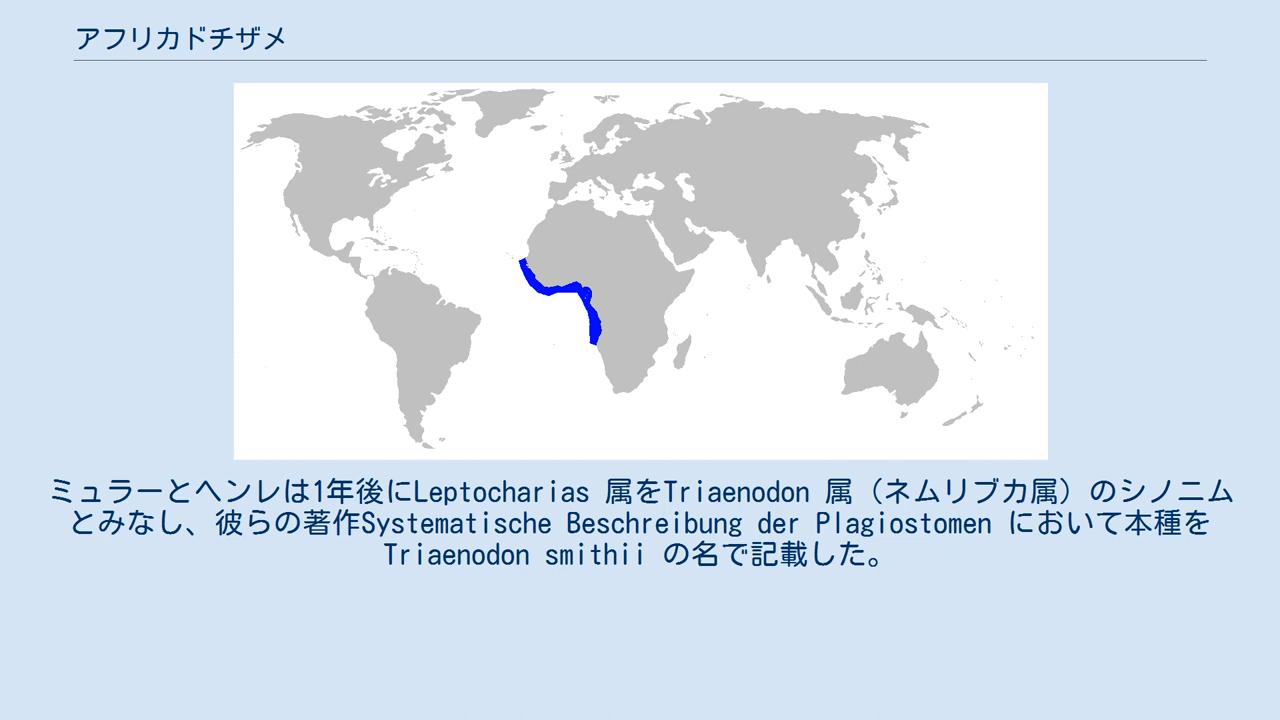 アフリカドチザメ
ミュラーとヘンレは1年後にLeptocharias 属をTriaenodon 属（ネムリブカ属）のシノニム
とみなし、彼らの著作Systematische Beschreibung der Plagiostomen において本種を
Triaenodon smithii の名で記載した。